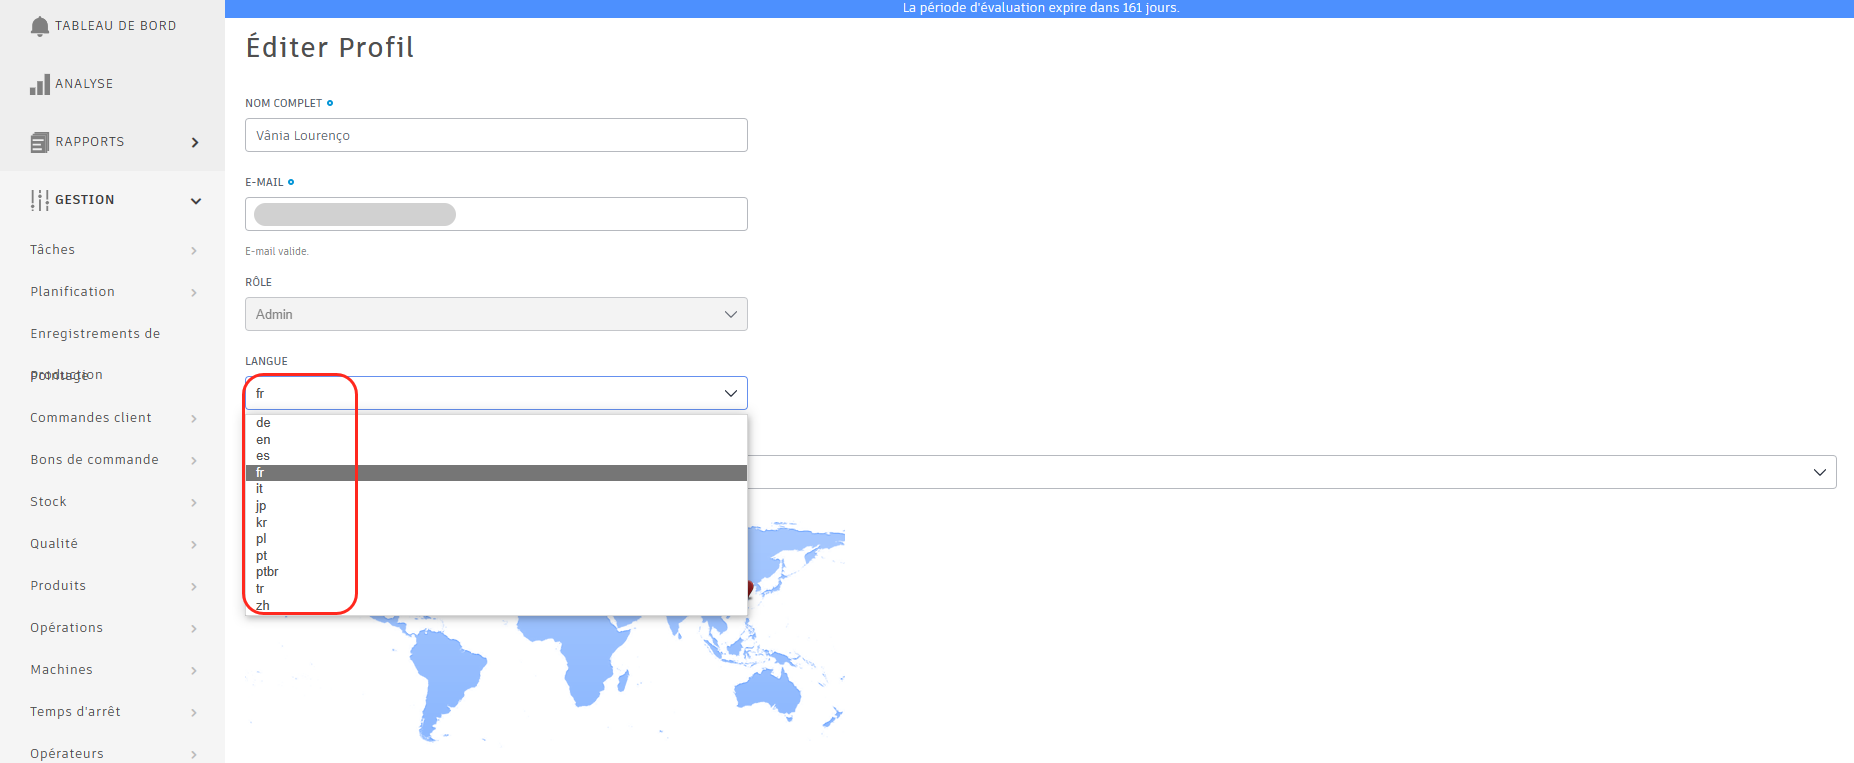 La période d'évaluation expire dans 161 jours.
TABLEAU DE BORD
ANALYSE
RAPPORTS
GESTION
Tâches
Planification
Enregistrements de
production
Pointage
Commandes client
Bons de commande
Stock
Qualité
Produits
Opérations
Machines
Temps d'arrêt
Opérateurs
Éditer Profil
NOM COMPLET
Vânia Lourenço
E-MAIL
E-mail valide.
RÔLE
Admin
LANGUE
fr
de
en
es
fr
it
jp
kr
pl
pt
ptbr
tr
zh